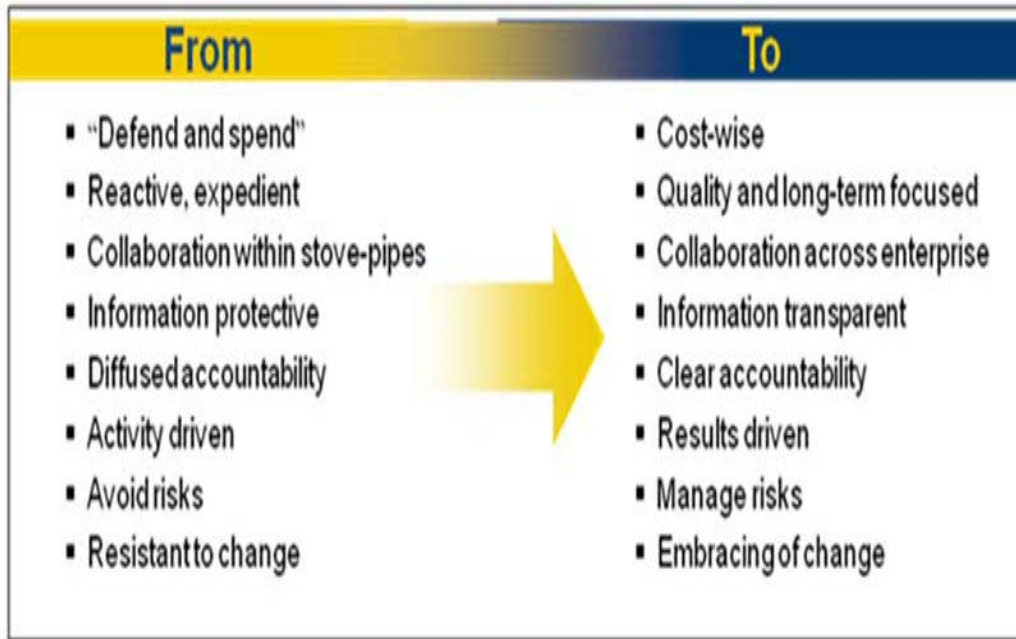 From
"Defend and spend"
Reactive, expedient
Collaboration within stove-pipes
Information protective
Diffused accountability
Activity driven
Avoid risks
Resistant to change
To
Cost-wise
Quality and long-term focused
Collaboration across enterprise
Information transparent
Clear accountability
Results driven
Manage risks
Embracing of change